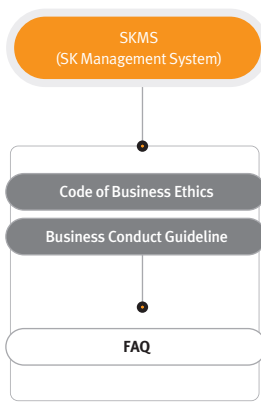 SKMS
(SK Management System)
Code of Business Ethics
Business Conduct Guideline
FAQ